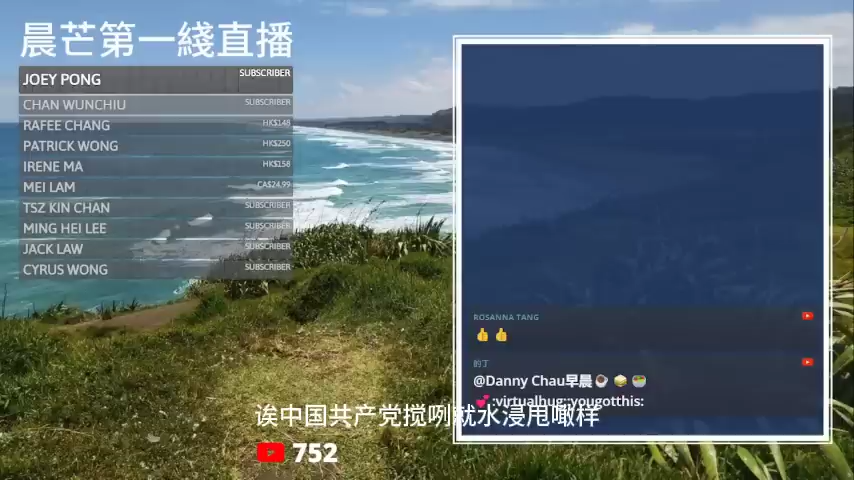 晨芒第一綫直播
JOEY PONG SUBSCRIBER
CHAN WUNCHIU SUBSCRIBER
RAFEE CHANG HK$148
PATRICK WONG HK$250
IRENE MA HK$158
MEI LAM CA$24.99
TSZ KIN CHAN SUBSCRIBER
MING HEI LEE SUBSCRIBER
JACK LAW SUBSCRIBER
CYRUS WONG SUBSCRIBER
ROSANNA TANG
👍 👍
的丁
@Danny Chau早晨☕🍞🍜
💞:virtualhug::yougotthis:
诶中国共产党搅咧就水浸甩噉样
752